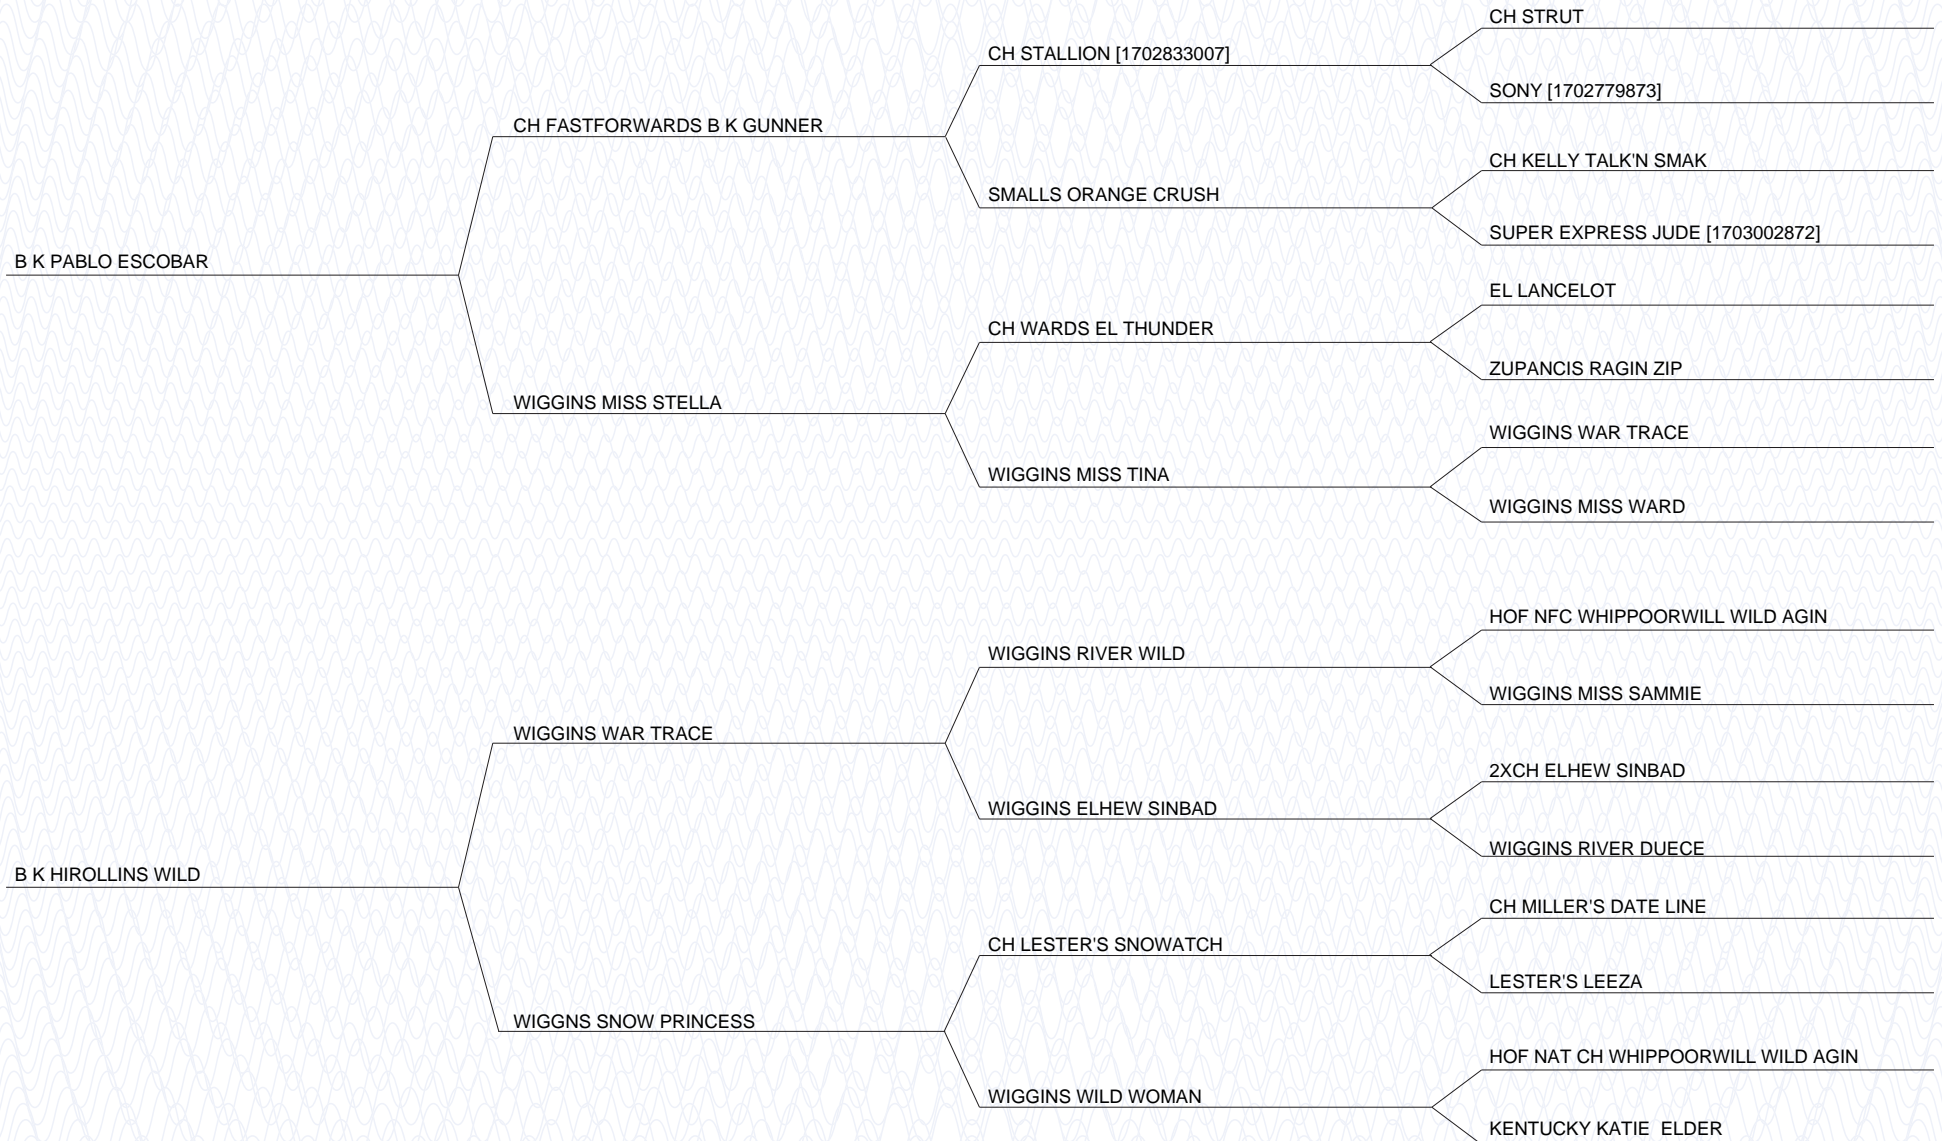 CH STRUT
CH STALLION [1702833007]
SONY [1702779873]
CH FASTFORWARDS B K GUNNER
CH KELLY TALK'N SMAK
SMALLS ORANGE CRUSH
SUPER EXPRESS JUDE [1703002872]
B K PABLO ESCOBAR
EL LANCELOT
CH WARDS EL THUNDER
ZUPANCIS RAGIN ZIP
WIGGINS MISS STELLA
WIGGINS WAR TRACE
WIGGINS MISS TINA
WIGGINS MISS WARD
HOF NFC WHIPPOORWILL WILD AGIN
WIGGINS RIVER WILD
WIGGINS MISS SAMMIE
WIGGINS WAR TRACE
2XCH ELHEW SINBAD
WIGGINS ELHEW SINBAD
WIGGINS RIVER DUECE
B K HIROLLINS WILD
CH MILLER'S DATE LINE
CH LESTER'S SNOWATCH
LESTER'S LEEZA
WIGGNS SNOW PRINCESS
HOF NAT CH WHIPPOORWILL WILD AGIN
WIGGINS WILD WOMAN
KENTUCKY KATIE  ELDER